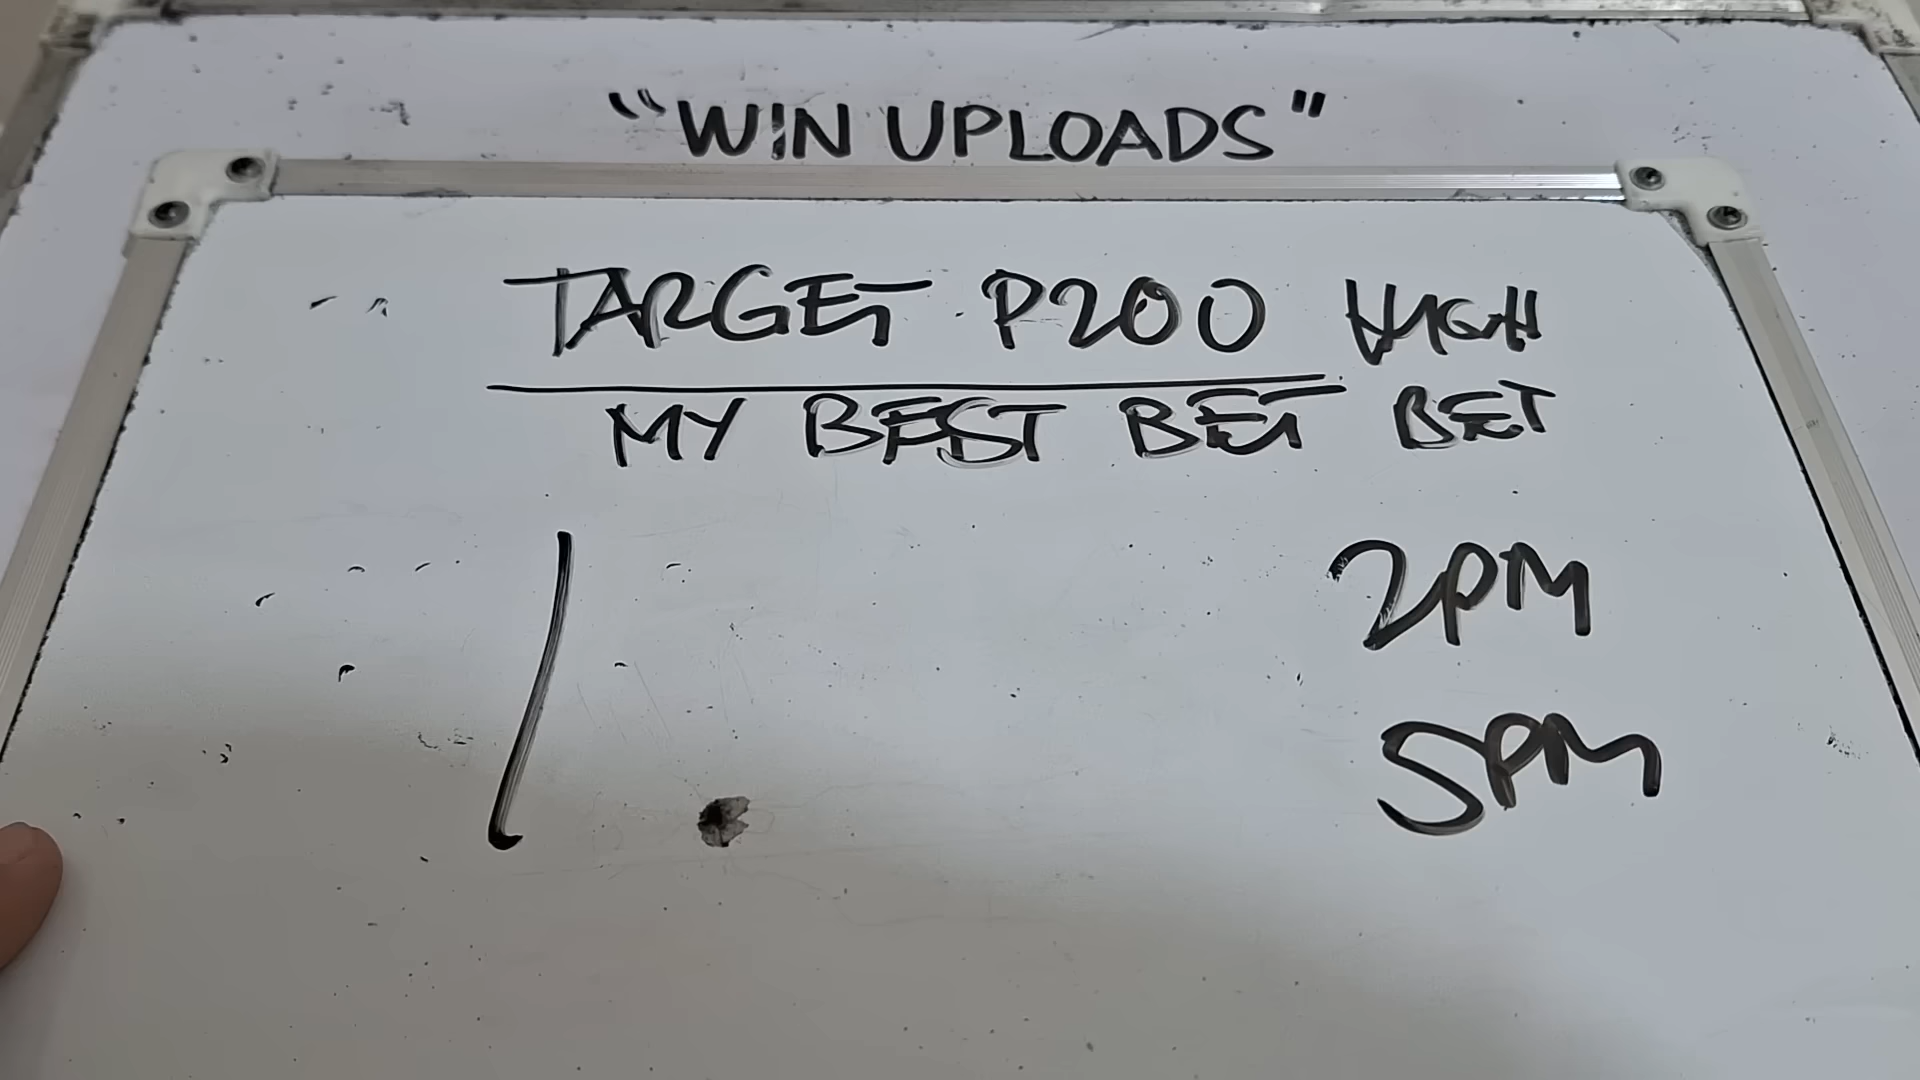 "WIN UPLOADS"
TARGET P200 HIGH
MY BEST BET BET
2PM
5PM